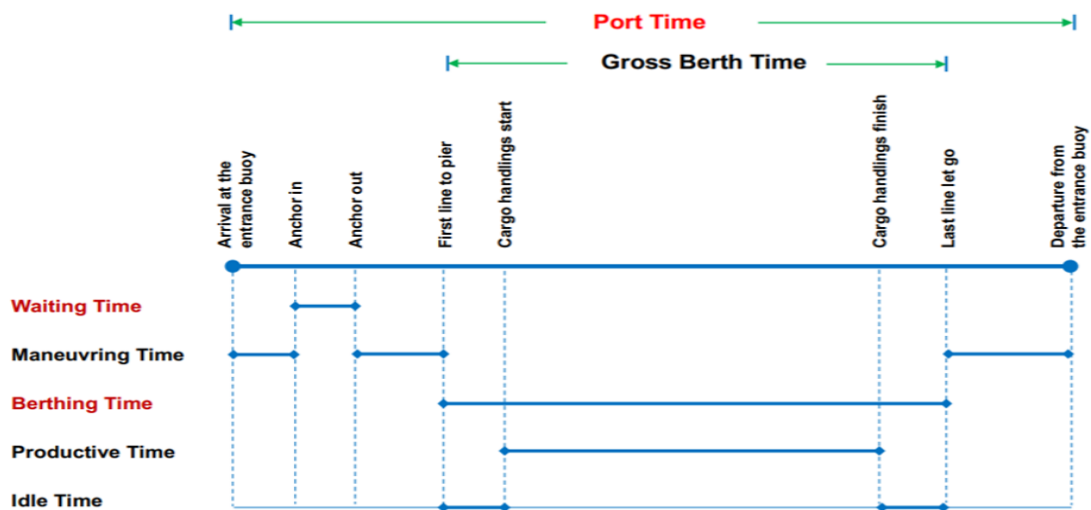 Port Time
Gross Berth Time
Arrival at the
entrance buoy
Anchor in
Anchor out
First line to pier
Cargo handlings start
Cargo handlings finish
Last line let go
Departure from
the entrance buoy
Waiting Time
Maneuvring Time
Berthing Time
Productive Time
Idle Time